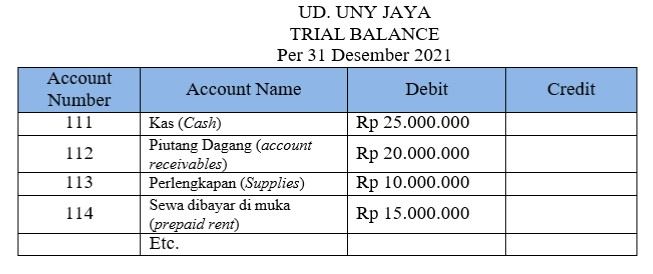 UD. UNY JAYA
TRIAL BALANCE
Per 31 Desember 2021
Account Number Account Name Debit Credit
111 Kas (Cash) Rp 25.000.000
112 Piutang Dagang (account receivables) Rp 20.000.000
113 Perlengkapan (Supplies) Rp 10.000.000
114 Sewa dibayar di muka (prepaid rent) Rp 15.000.000
Etc.